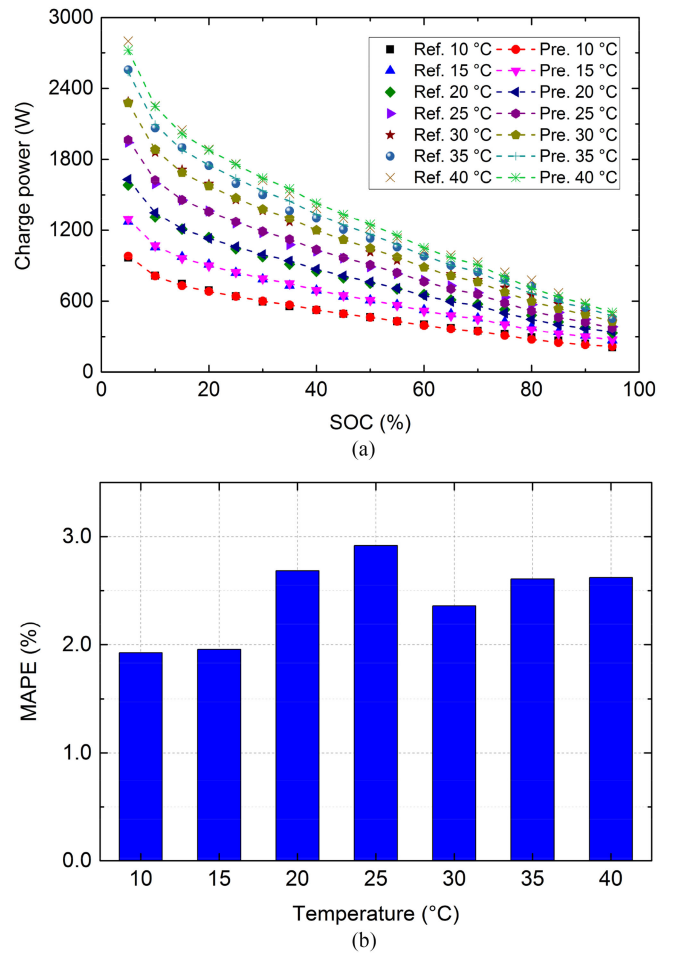 3000
2400
1800
1200
600
0
Charge power (W)
Ref. 10 °C Pre. 10 °C
Ref. 15 °C Pre. 15 °C
Ref. 20 °C Pre. 20 °C
Ref. 25 °C Pre. 25 °C
Ref. 30 °C Pre. 30 °C
Ref. 35 °C Pre. 35 °C
Ref. 40 °C Pre. 40 °C
0 20 40 60 80 100
SOC (%)
(a)
3.0
2.0
1.0
0.0
MAPE (%)
10 15 20 25 30 35 40
Temperature (°C)
(b)